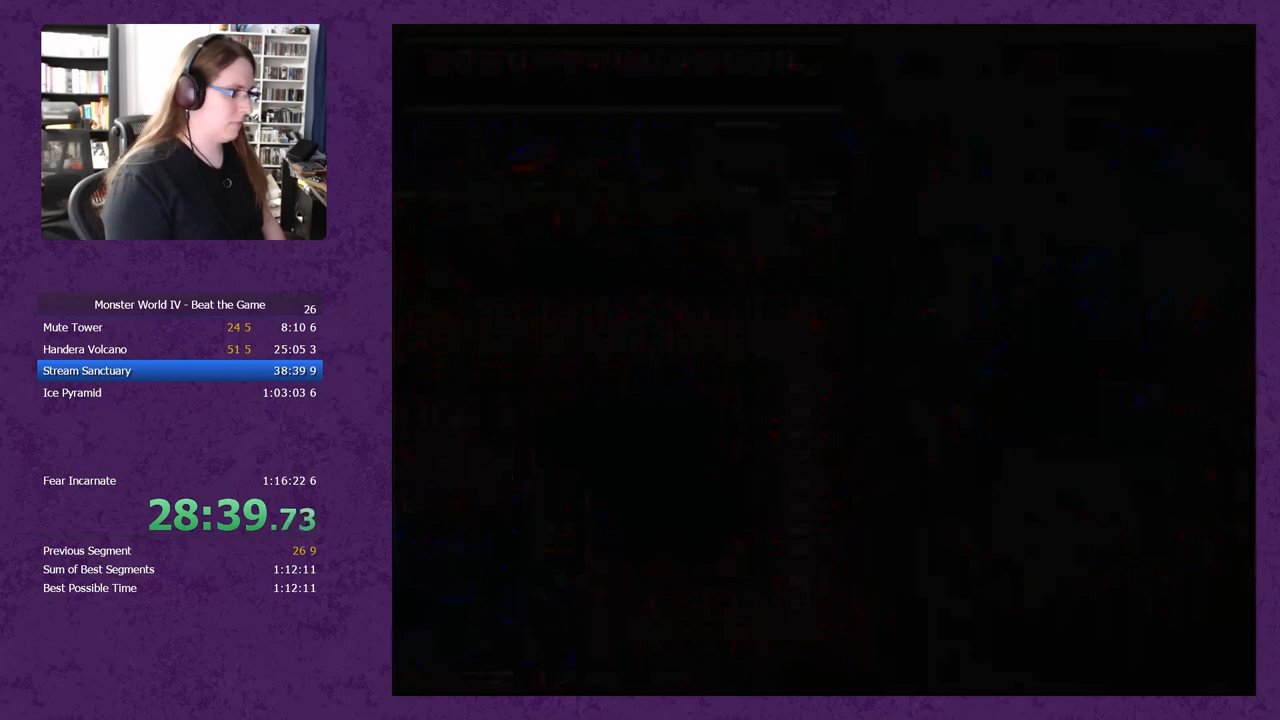 Monster World IV - Beat the Game
26
Mute Tower 24 5 8:10 6
Handera Volcano 51 5 25:05 3
Stream Sanctuary 38:39 9
Ice Pyramid 1:03:03 6
Fear Incarnate 1:16:22 6
28:39.73
Previous Segment 26 9
Sum of Best Segments 1:12:11
Best Possible Time 1:12:11